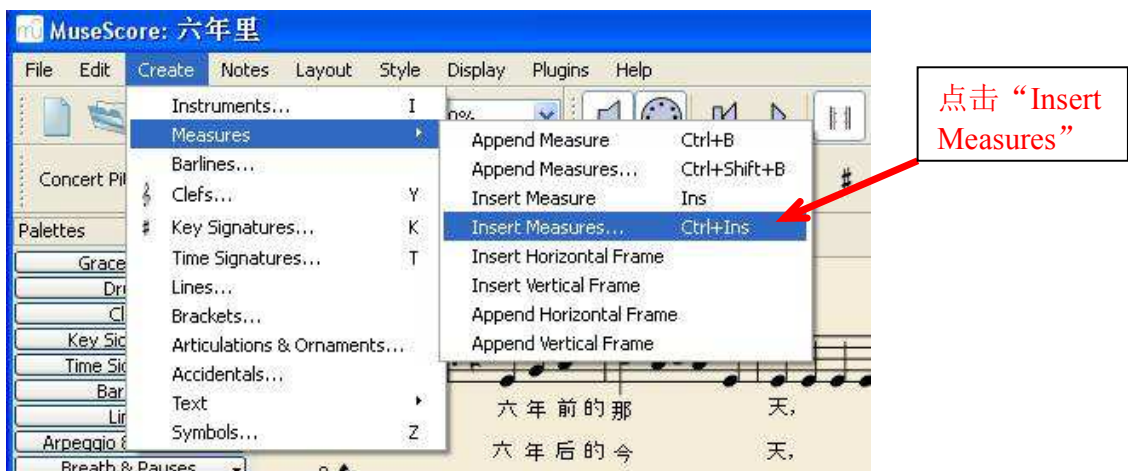 MuseScore: 六年里
File Edit Create Notes Layout Style Display Plugins Help
Instruments... I
Measures
Barlines...
Clefs... Y
Key Signatures... K
Time Signatures... T
Lines...
Brackets...
Articulations & Ornaments...
Accidentals...
Text
Symbols... Z
Append Measure Ctrl+B
Append Measures... Ctrl+Shift+B
Insert Measure Ins
Insert Measures... Ctrl+Ins
Insert Horizontal Frame
Insert Vertical Frame
Append Horizontal Frame
Append Vertical Frame
点击“Insert
Measures”
Concert
Palettes
Grace
Key
Time
Bar
Arpeggio
Breath & Pauses
六年前的那 天,
六年后的今 天,